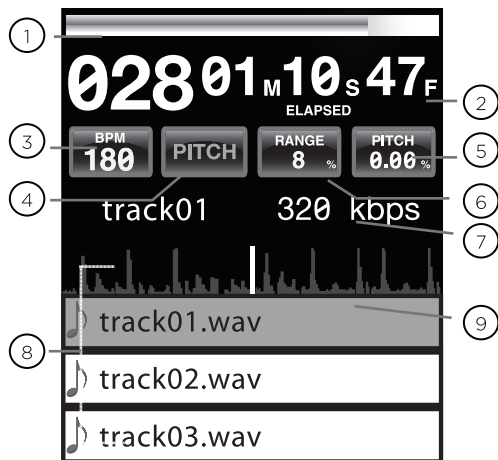 1
028 01 M 10 S 47 F
ELAPSED
2
3
BPM
180
PITCH
RANGE
8 %
PITCH
0.06 %
5
4
6
track01 320 kbps
7
8
track01.wav
9
track02.wav
track03.wav